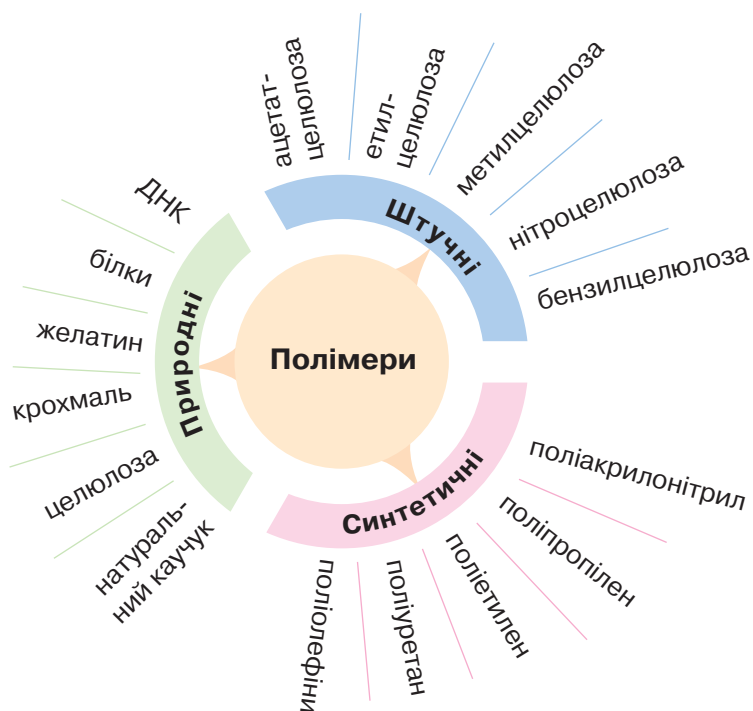 Полімери
Штучні
ацетат-
целюлоза
етил-
целюлоза
метилцелюлоза
нітроцелюлоза
бензилцелюлоза
Синтетичні
поліакрилонітрил
поліпропілен
поліетилен
поліуретан
поліолефіни
Природні
ДНК
білки
желатин
крохмаль
целюлоза
натураль-
ний каучук